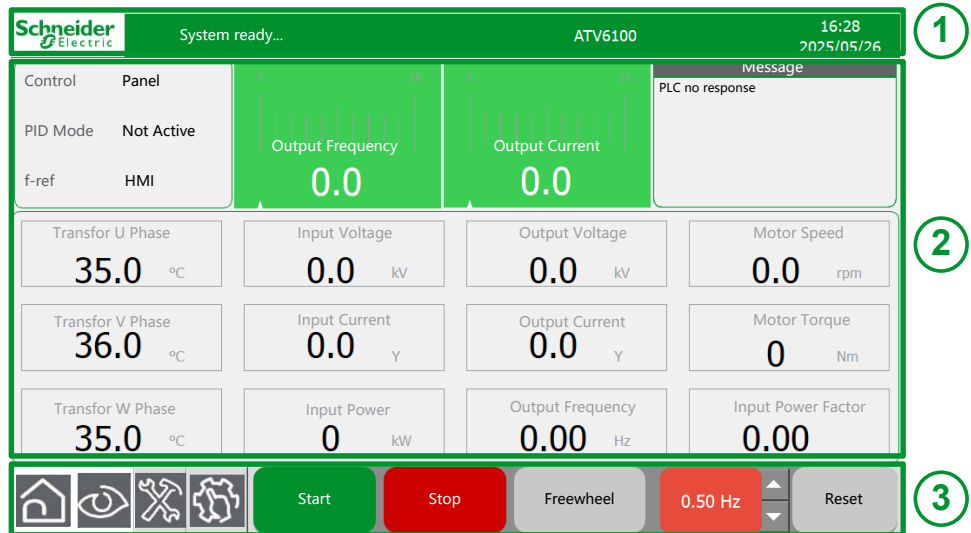 Schneider Electric
System ready...
ATV6100
16:28
2025/05/26
1
Control Panel
PID Mode Not Active
f-ref HMI
0 10
Output Frequency
0.0
0 10
Output Current
0.0
Message
PLC no response
2
Transfor U Phase
35.0 °C
Input Voltage
0.0 kV
Output Voltage
0.0 kV
Motor Speed
0.0 rpm
Transfor V Phase
36.0 °C
Input Current
0.0 Y
Output Current
0.0 Y
Motor Torque
0 Nm
Transfor W Phase
35.0 °C
Input Power
0 kW
Output Frequency
0.00 Hz
Input Power Factor
0.00
Start
Stop
Freewheel
0.50 Hz
Reset
3